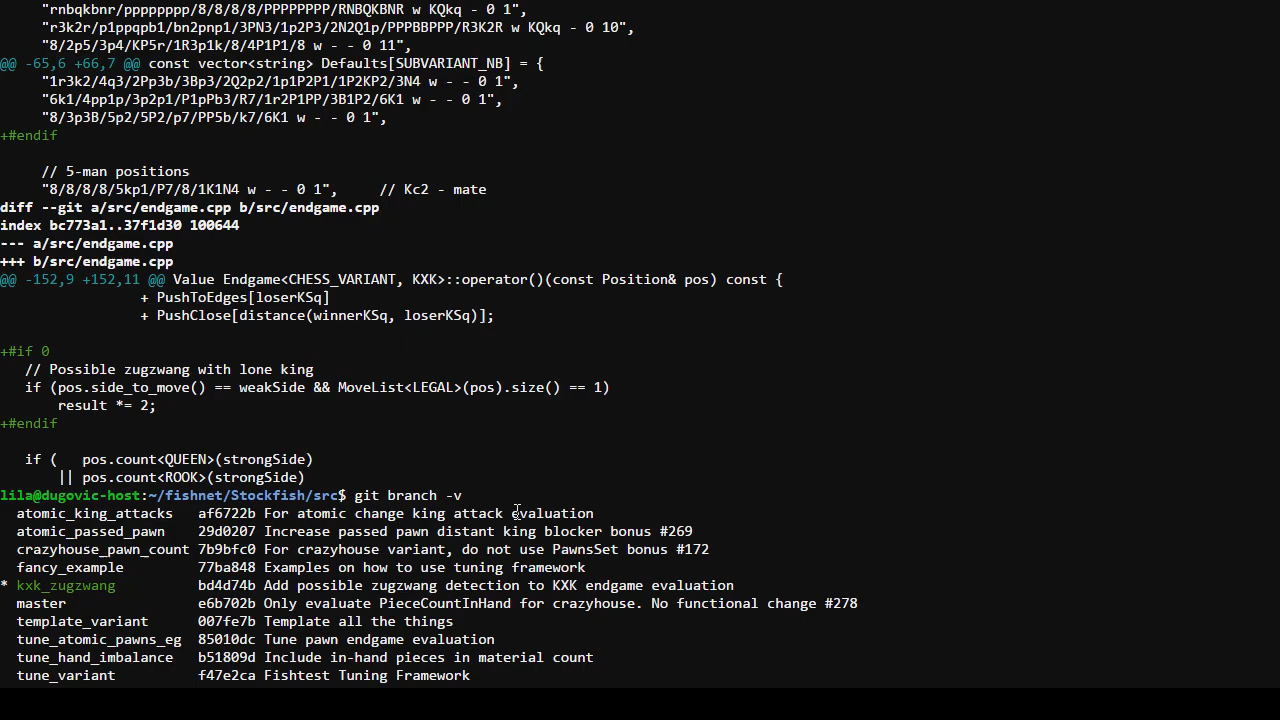 "rnbqkbnr/pppppppp/8/8/8/8/PPPPPPPP/RNBQKBNR w KQkq - 0 1",
"r3k2r/p1ppqpb1/bn2pnp1/3PN3/1p2P3/2N2Q1p/PPPBBPPP/R3K2R w KQkq - 0 10",
"8/2p5/3p4/KP5r/1R3p1k/8/4P1P1/8 w - - 0 11",
@@ -65,6 +66,7 @@ const vector<string> Defaults[SUBVARIANT_NB] = {
"1r3k2/4q3/2Pp3b/3Bp3/2Q2p2/1p1P2P1/1P2KP2/3N4 w - - 0 1",
"6k1/4pp1p/3p2p1/P1pPb3/R7/1r2P1PP/3B1P2/6K1 w - - 0 1",
"8/3p3B/5p2/5P2/p7/PP5b/k7/6K1 w - - 0 1",
+#endif
// 5-man positions
"8/8/8/8/5kp1/P7/8/1K1N4 w - - 0 1",     // Kc2 - mate
diff --git a/src/endgame.cpp b/src/endgame.cpp
index bc773a1..37f1d30 100644
--- a/src/endgame.cpp
+++ b/src/endgame.cpp
@@ -152,9 +152,11 @@ Value Endgame<CHESS_VARIANT, KXK>::operator()(const Position& pos) const {
+ PushToEdges[loserKSq]
+ PushClose[distance(winnerKSq, loserKSq)];
+#if 0
// Possible zugzwang with lone king
if (pos.side_to_move() == weakSide && MoveList<LEGAL>(pos).size() == 1)
result *= 2;
+#endif
if (   pos.count<QUEEN>(strongSide)
|| pos.count<ROOK>(strongSide)
lila@dugovic-host:~/fishnet/Stockfish/src$ git branch -v
atomic_king_attacks   af6722b For atomic change king attack evaluation
atomic_passed_pawn    29d0207 Increase passed pawn distant king blocker bonus #269
crazyhouse_pawn_count 7b9bfc0 For crazyhouse variant, do not use PawnsSet bonus #172
fancy_example         77ba848 Examples on how to use tuning framework
* kxk_zugzwang          bd4d74b Add possible zugzwang detection to KXK endgame evaluation
master                e6b702b Only evaluate PieceCountInHand for crazyhouse. No functional change #278
template_variant      007fe7b Template all the things
tune_atomic_pawns_eg  85010dc Tune pawn endgame evaluation
tune_hand_imbalance   b51809d Include in-hand pieces in material count
tune_variant          f47e2ca Fishtest Tuning Framework